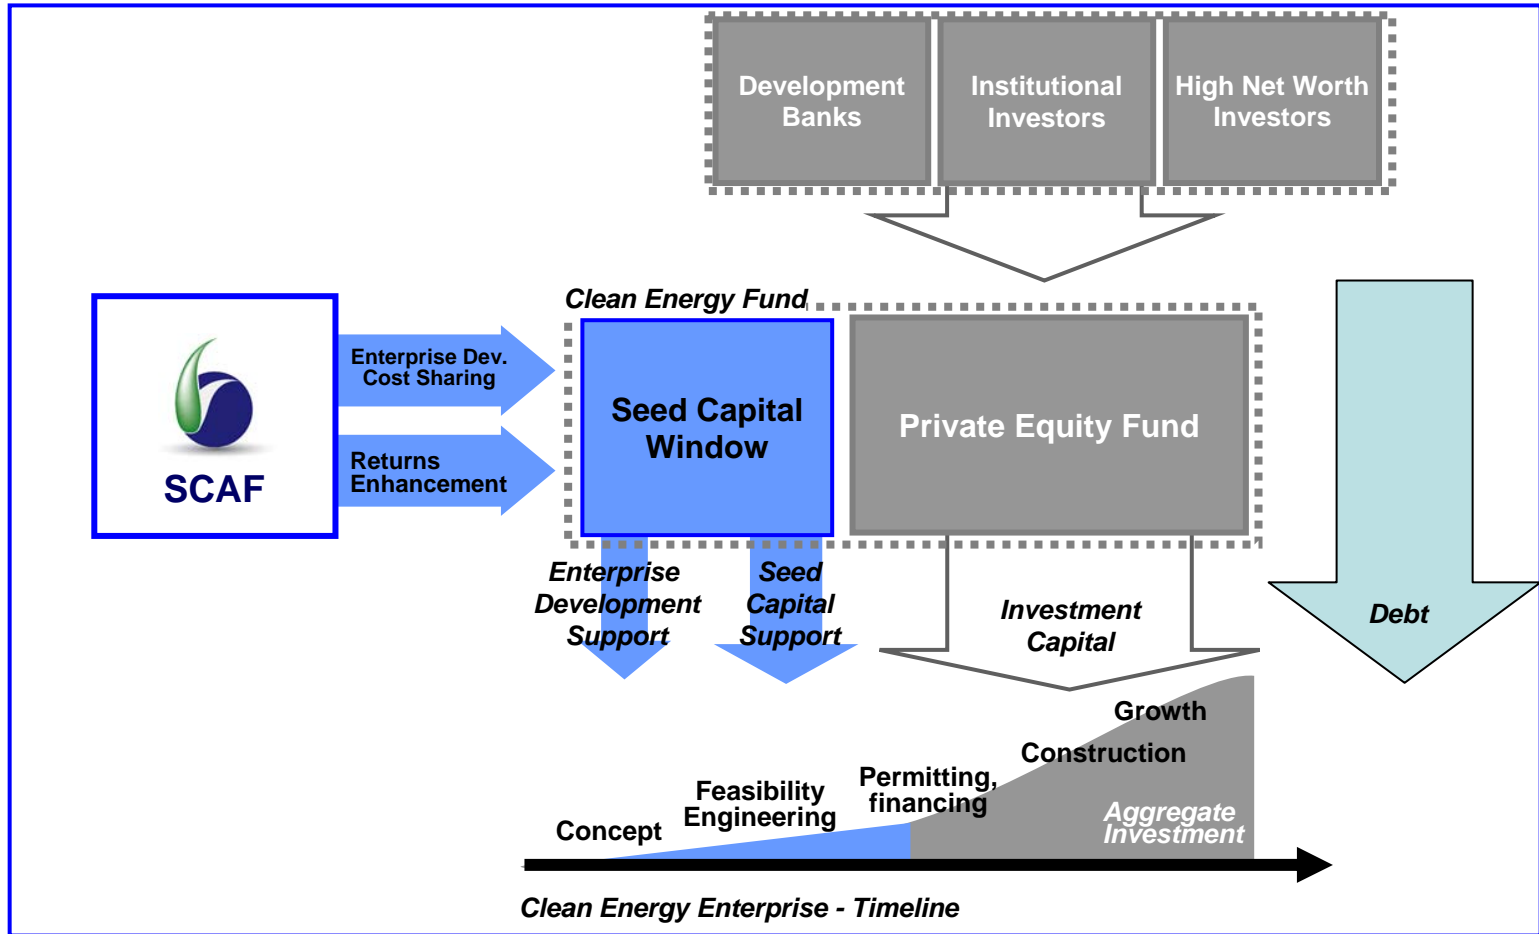 Development
Banks
Institutional
Investors
High Net Worth
Investors
Clean Energy Fund
Enterprise Dev.
Cost Sharing
Returns
Enhancement
SCAF
Seed Capital
Window
Private Equity Fund
Enterprise
Development
Support
Seed
Capital
Support
Investment
Capital
Debt
Growth
Construction
Permitting,
financing
Feasibility
Engineering
Concept
Aggregate
Investment
Clean Energy Enterprise - Timeline